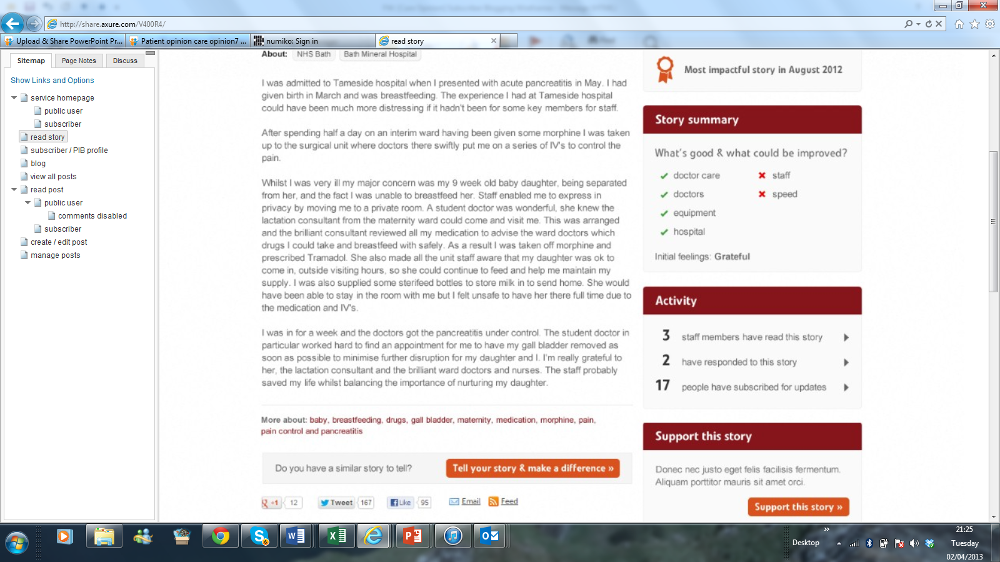 http://share.axure.com/V400R4/
Upload & Share PowerPoint Pr...
Patient opinion care opinion7 ...
numiko: Sign in
read story
Sitemap
Page Notes
Discuss
Show Links and Options
service homepage
public user
subscriber
read story
subscriber / PIB profile
blog
view all posts
read post
public user
comments disabled
subscriber
create / edit post
manage posts
About: NHS Bath Bath Mineral Hospital
I was admitted to Tameside hospital when I presented with acute pancreatitis in May. I had
given birth in March and was breastfeeding. The experience I had at Tameside hospital
could have been much more distressing if it hadn't been for some key members for staff.
After spending half a day on an interim ward having been given some morphine I was taken
up to the surgical unit where doctors there swiftly put me on a series of IV's to control the
pain.
Whilst I was very ill my major concern was my 9 week old baby daughter, being separated
from her, and the fact I was unable to breastfeed her. Staff enabled me to express in
privacy by moving me to a private room. A student doctor was wonderful, she knew the
lactation consultant from the maternity ward could come and visit me. This was arranged
and the brilliant consultant reviewed all my medication to advise the ward doctors which
drugs I could take and breastfeed with safely. As a result I was taken off morphine and
prescribed Tramadol. She also made all the unit staff aware that my daughter was ok to
come in, outside visiting hours, so she could continue to feed and help me maintain my
supply. I was also supplied some sterifeed bottles to store milk in to send home. She would
have been able to stay in the room with me but I felt unsafe to have her there full time due to
the medication and IV's.
I was in for a week and the doctors got the pancreatitis under control. The student doctor in
particular worked hard to find an appointment for me to have my gall bladder removed as
soon as possible to minimise further disruption for my daughter and I. I'm really grateful to
her, the lactation consultant and the brilliant ward doctors and nurses. The staff probably
saved my life whilst balancing the importance of nurturing my daughter.
More about: baby, breastfeeding, drugs, gall bladder, maternity, medication, morphine, pain,
pain control and pancreatitis
Do you have a similar story to tell?
Tell your story & make a difference »
+1 12
Tweet 167
Like 95
Email
Feed
Most impactful story in August 2012
Story summary
What's good & what could be improved?
doctor care
staff
doctors
speed
equipment
hospital
Initial feelings: Grateful
Activity
3 staff members have read this story
2 have responded to this story
17 people have subscribed for updates
Support this story
Donec nec justo eget felis facilisis fermentum.
Aliquam porttitor mauris sit amet orci.
Support this story »
Desktop
21:25
Tuesday
02/04/2013